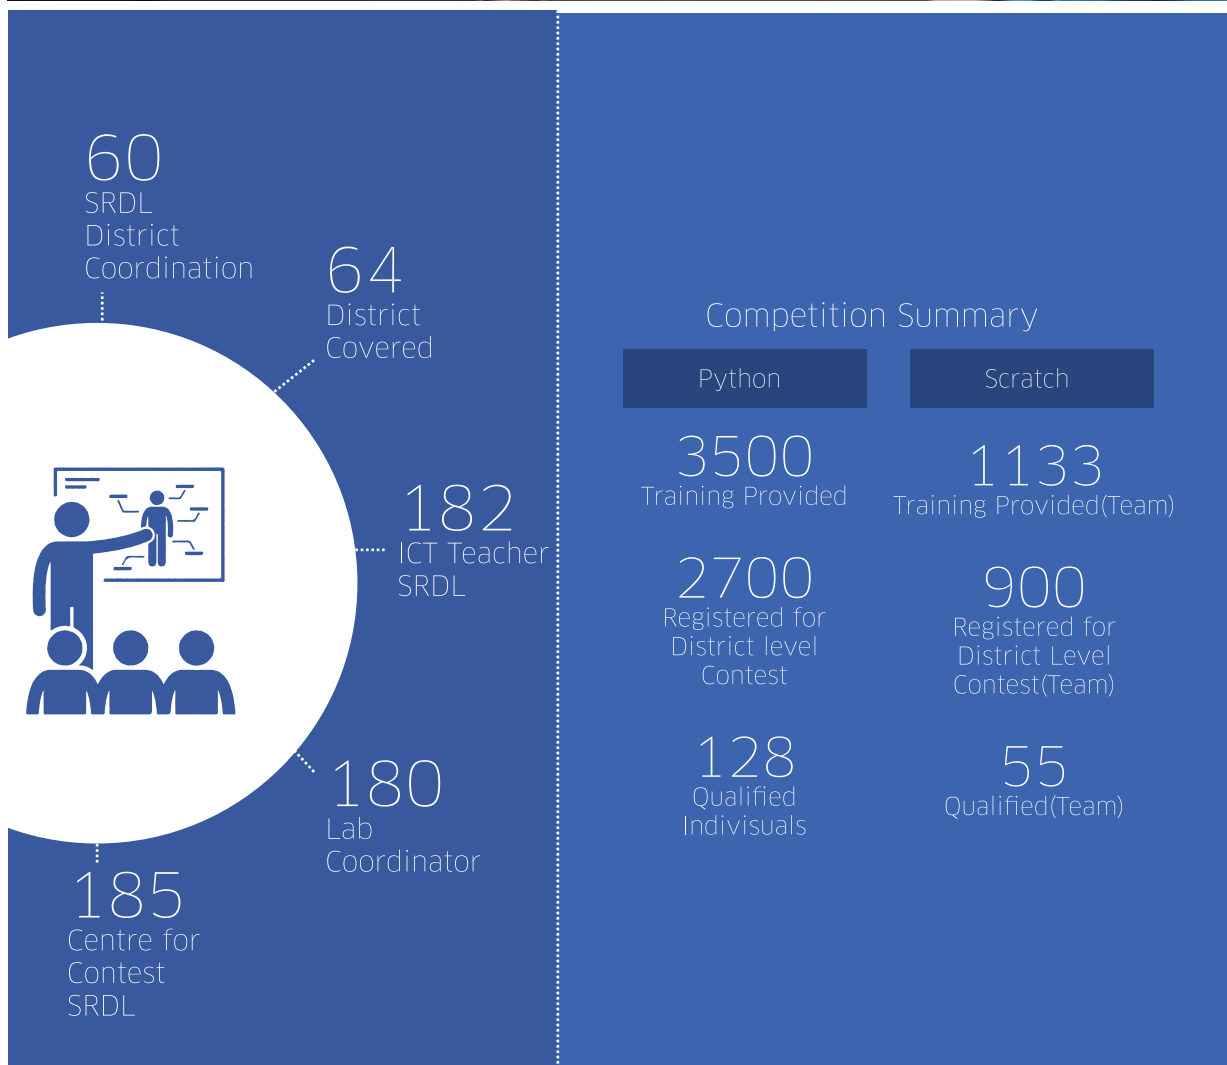 60
SRDL
District
Coordination
64
District
Covered
182
ICT Teacher
SRDL
180
Lab
Coordinator
185
Centre for
Contest
SRDL
Competition Summary
Python
3500
Training Provided
2700
Registered for
District level
Contest
128
Qualified
Indivisuals
Scratch
1133
Training Provided(Team)
900
Registered for
District Level
Contest(Team)
55
Qualified(Team)